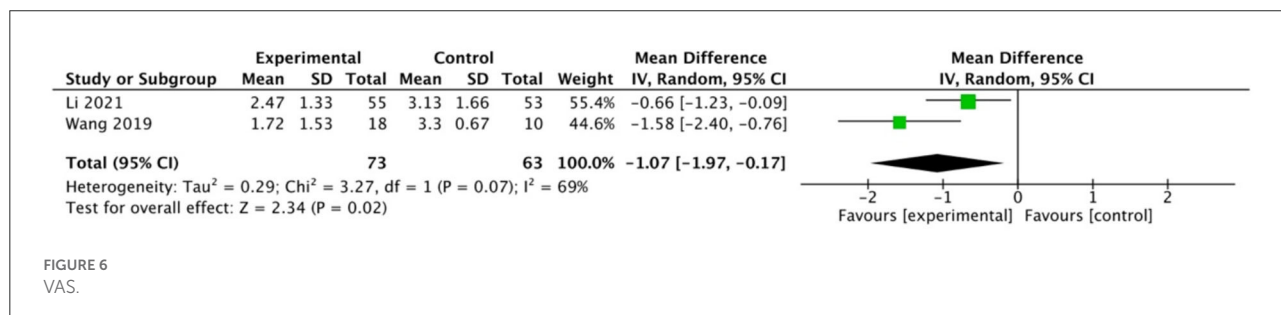 Experimental Control Mean Difference Mean Difference
Study or Subgroup Mean SD Total Mean SD Total Weight IV, Random, 95% CI IV, Random, 95% CI
Li 2021 2.47 1.33 55 3.13 1.66 53 55.4% -0.66 [-1.23, -0.09]
Wang 2019 1.72 1.53 18 3.3 0.67 10 44.6% -1.58 [-2.40, -0.76]
Total (95% CI) 73 63 100.0% -1.07 [-1.97, -0.17]
Heterogeneity: Tau² = 0.29; Chi² = 3.27, df = 1 (P = 0.07); I² = 69%
Test for overall effect: Z = 2.34 (P = 0.02)
-2 -1 0 1 2
Favours [experimental] Favours [control]
FIGURE 6
VAS.